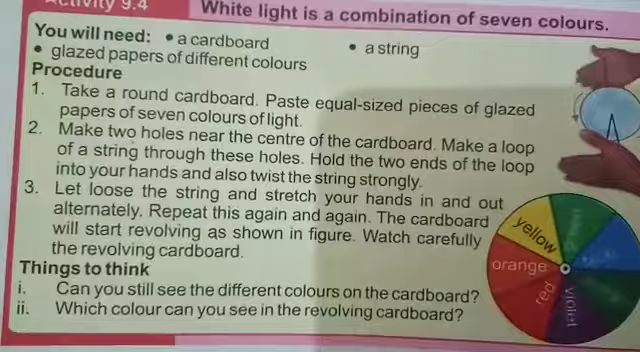 Activity 9.4
White light is a combination of seven colours.
You will need: • a cardboard • a string
• glazed papers of different colours
Procedure
1. Take a round cardboard. Paste equal-sized pieces of glazed
papers of seven colours of light.
2. Make two holes near the centre of the cardboard. Make a loop
of a string through these holes. Hold the two ends of the loop
into your hands and also twist the string strongly.
3. Let loose the string and stretch your hands in and out
alternately. Repeat this again and again. The cardboard
will start revolving as shown in figure. Watch carefully
the revolving cardboard.
Things to think
i. Can you still see the different colours on the cardboard?
ii. Which colour can you see in the revolving cardboard?
yellow
orange
red
violet